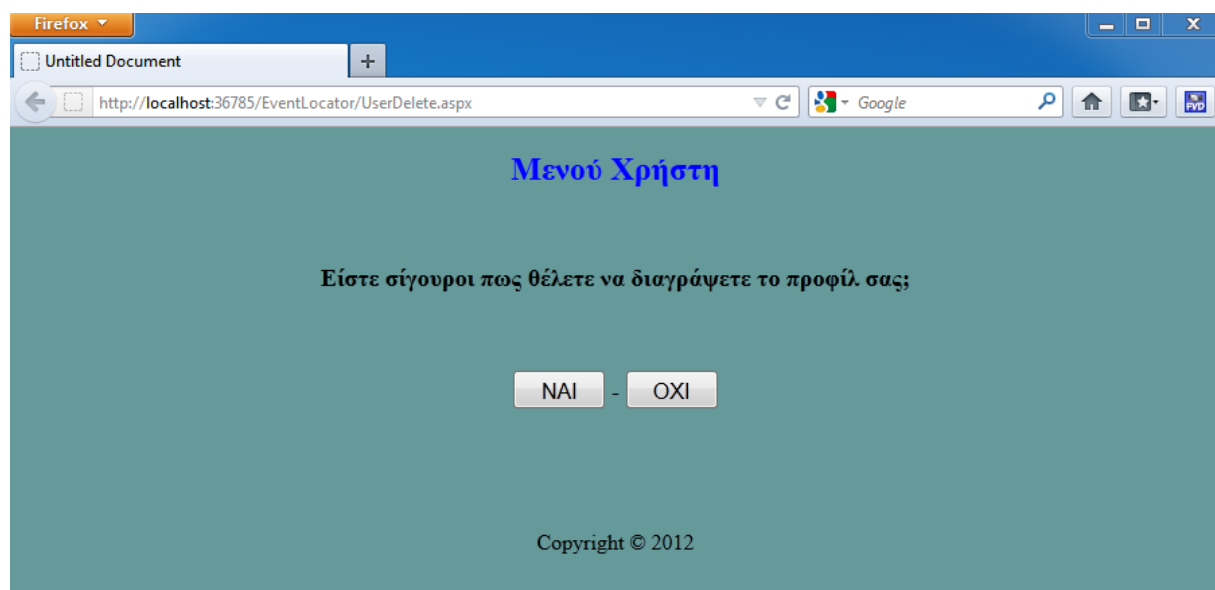 Firefox
Untitled Document
http://localhost:36785/EventLocator/UserDelete.aspx Google FVD
Μενού Χρήστη
Είστε σίγουροι πως θέλετε να διαγράψετε το προφίλ σας;
ΝΑΙ - ΟΧΙ
Copyright © 2012